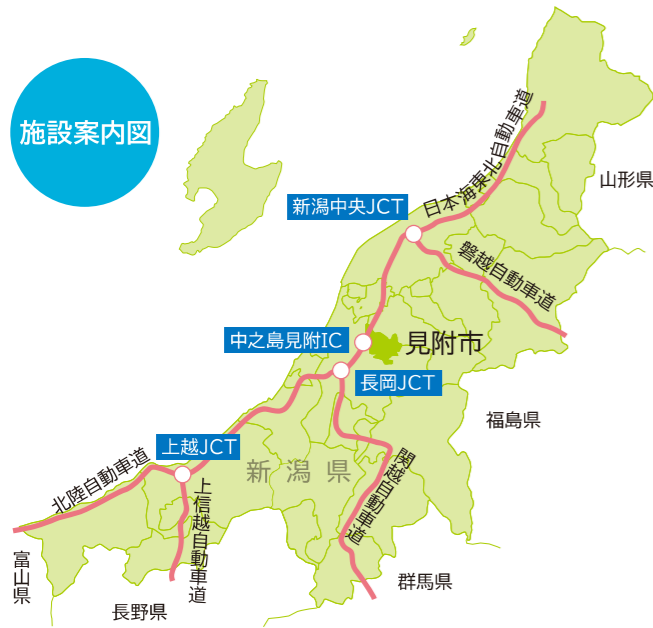 施設案内図
日本海東北自動車道
山形県
新潟中央JCT
磐越自動車道
中之島見附IC
見附市
長岡JCT
福島県
上越JCT
新潟県
北陸自動車道
上信越自動車道
関越自動車道
富山県
長野県
群馬県